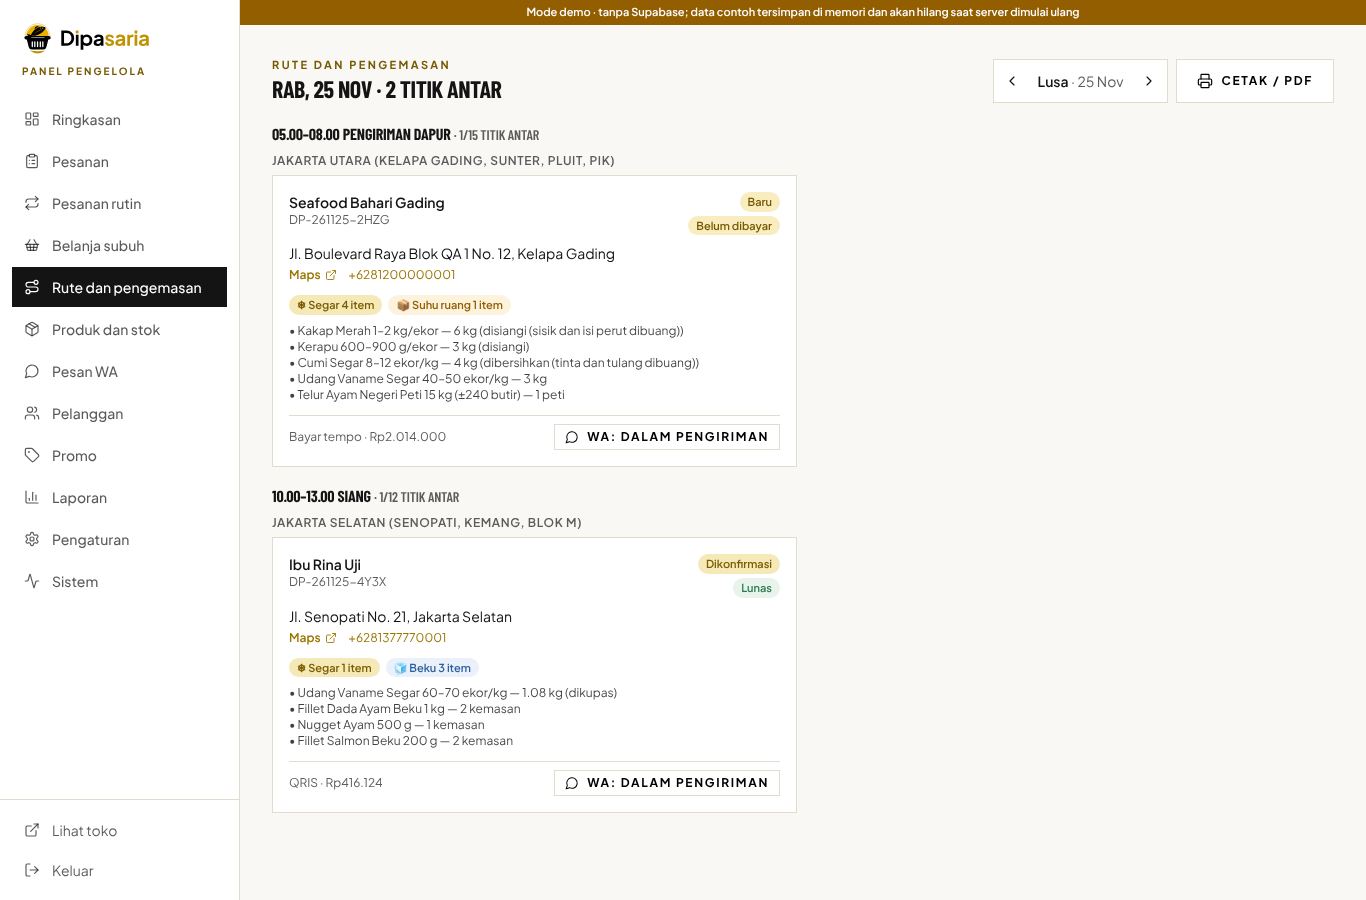 Mode demo · tanpa Supabase; data contoh tersimpan di memori dan akan hilang saat server dimulai ulang
Dipasaria
PANEL PENGELOLA
Ringkasan
Pesanan
Pesanan rutin
Belanja subuh
Rute dan pengemasan
Produk dan stok
Pesan WA
Pelanggan
Promo
Laporan
Pengaturan
Sistem
Lihat toko
Keluar
RUTE DAN PENGEMASAN
RAB, 25 NOV · 2 TITIK ANTAR
Lusa · 25 Nov
CETAK / PDF
05.00–08.00 PENGIRIMAN DAPUR · 1/15 TITIK ANTAR
JAKARTA UTARA (KELAPA GADING, SUNTER, PLUIT, PIK)
Seafood Bahari Gading
Baru
DP-261125-2HZG
Belum dibayar
Jl. Boulevard Raya Blok QA 1 No. 12, Kelapa Gading
Maps +6281200000001
❄ Segar 4 item 📦 Suhu ruang 1 item
• Kakap Merah 1–2 kg/ekor — 6 kg (disiangi (sisik dan isi perut dibuang))
• Kerapu 600–900 g/ekor — 3 kg (disiangi)
• Cumi Segar 8–12 ekor/kg — 4 kg (dibersihkan (tinta dan tulang dibuang))
• Udang Vaname Segar 40–50 ekor/kg — 3 kg
• Telur Ayam Negeri Peti 15 kg (±240 butir) — 1 peti
Bayar tempo · Rp2.014.000
WA: DALAM PENGIRIMAN
10.00–13.00 SIANG · 1/12 TITIK ANTAR
JAKARTA SELATAN (SENOPATI, KEMANG, BLOK M)
Ibu Rina Uji
Dikonfirmasi
DP-261125-4Y3X
Lunas
Jl. Senopati No. 21, Jakarta Selatan
Maps +6281377770001
❄ Segar 1 item 🧊 Beku 3 item
• Udang Vaname Segar 60–70 ekor/kg — 1.08 kg (dikupas)
• Fillet Dada Ayam Beku 1 kg — 2 kemasan
• Nugget Ayam 500 g — 1 kemasan
• Fillet Salmon Beku 200 g — 2 kemasan
QRIS · Rp416.124
WA: DALAM PENGIRIMAN